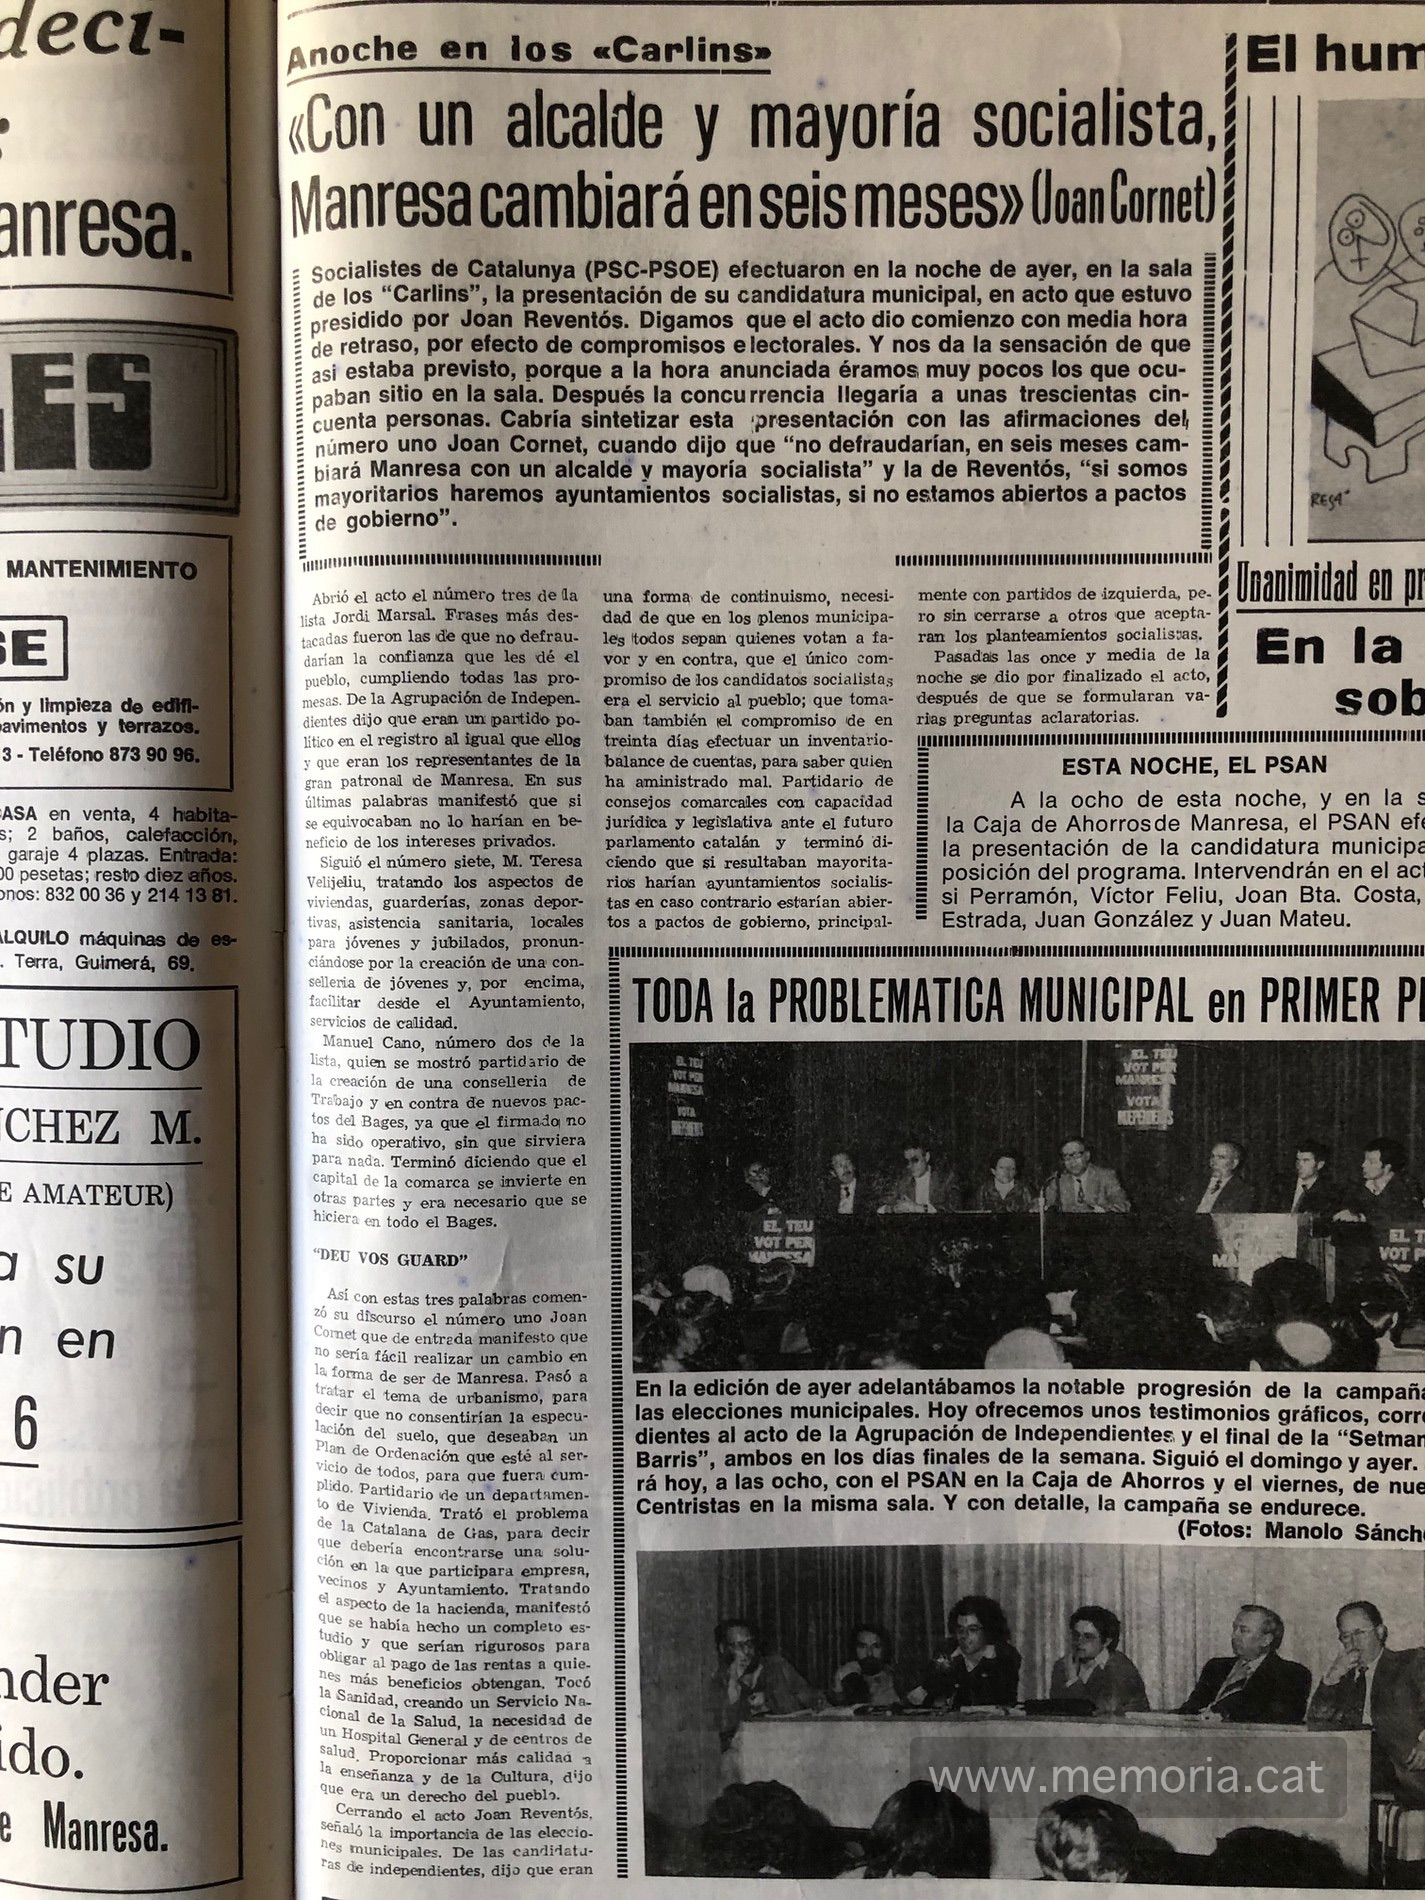 deci-
anresa.
ES
MANTENIMIENTO
SE
ón y limpieza de edifi-
avimentos y terrazos.
3 - Teléfono 873 90 96.
CASA en venta, 4 habita-
s; 2 baños, calefacción,
garaje 4 plazas. Entrada:
00 pesetas; resto diez años.
onos: 832 00 36 y 214 13 81.
ALQUILO máquinas de es-
. Terra, Guimerá, 69.
TUDIO
NCHEZ M.
E AMATEUR)
a su
n en
6
nder
ido.
e Manresa.
Anoche en los «Carlins»
«Con un alcalde y mayoría socialista,
Manresa cambiará en seis meses» (Joan Cornet)
Socialistes de Catalunya (PSC-PSOE) efectuaron en la noche de ayer, en la sala
de los "Carlins", la presentación de su candidatura municipal, en acto que estuvo
presidido por Joan Reventós. Digamos que el acto dio comienzo con media hora
de retraso, por efecto de compromisos electorales. Y nos da la sensación de que
asi estaba previsto, porque a la hora anunciada éramos muy pocos los que ocu-
paban sitio en la sala. Después la concurrencia llegaría a unas trescientas cin-
cuenta personas. Cabría sintetizar esta presentación con las afirmaciones del
número uno Joan Cornet, cuando dijo que "no defraudarían, en seis meses cam-
biará Manresa con un alcalde y mayoría socialista" y la de Reventós, "si somos
mayoritarios haremos ayuntamientos socialistas, si no estamos abiertos a pactos
de gobierno".
Abrió el acto el número tres de la
lista Jordi Marsal. Frases más des-
tacadas fueron las de que no defrau-
darían la confianza que les dé el
pueblo, cumpliendo todas las pro-
mesas. De la Agrupación de Indepen-
dientes dijo que eran un partido po-
lítico en el registro al igual que ellos
y que eran los representantes de la
gran patronal de Manresa. En sus
últimas palabras manifestó que si
se equivocaban no lo harían en be-
neficio de los intereses privados.
Siguió el número siete, M. Teresa
Velijeliu, tratando los aspectos de
viviendas, guarderías, zonas depor-
tivas, asistencia sanitaria, locales
para jóvenes y jubilados, pronun-
ciándose por la creación de una con-
selleria de jóvenes y, por encima,
facilitar desde el Ayuntamiento,
servicios de calidad.
Manuel Cano, número dos de la
lista, quien se mostró partidario de
la creación de una conselleria de
Trabajo y en contra de nuevos pac-
tos del Bages, ya que el firmado no
ha sido operativo, sin que sirviera
para nada. Terminó diciendo que el
capital de la comarca se invierte en
otras partes y era necesario que se
hiciera en todo el Bages.
"DEU VOS GUARD"
Así con estas tres palabras comen-
zó su discurso el número uno Joan
Cornet que de entrada manifesto que
no sería fácil realizar un cambio en
la forma de ser de Manresa. Pasó a
tratar el tema de urbanismo, para
decir que no consentirían la especu-
lación del suelo, que deseaban un
Plan de Ordenación que esté al ser-
vicio de todos, para que fuera cum-
plido. Partidario de un departamen-
to de Vivienda. Trató el problema
de la Catalana de Gas, para decir
que debería encontrarse una solu-
ción en la que participara empresa,
vecinos y Ayuntamiento. Tratando
el aspecto de la hacienda, manifestó
que se había hecho un completo es-
tudio y que serían rigurosos para
obligar al pago de las rentas a quie-
nes más beneficios obtengan. Tocó
la Sanidad, creando un Servicio Na-
cional de la Salud, la necesidad de
un Hospital General y de centros de
salud. Proporcionar más calidad a
la enseñanza y de la Cultura, dijo
que era un derecho del pueblo.
Cerrando el acto Joan Reventós,
señaló la importancia de las eleccio-
nes municipales. De las candidatu-
ras de independientes, dijo que eran
una forma de continuismo, necesi-
dad de que en los plenos municipa-
les todos sepan quienes votan a fa-
vor y en contra, que el único com-
promiso de los candidatos socialistas
era el servicio al pueblo; que toma-
ban también el compromiso de en
treinta días efectuar un inventario-
balance de cuentas, para saber quien
ha aministrado mal. Partidario de
consejos comarcales con capacidad
jurídica y legislativa ante el futuro
parlamento catalán y terminó di-
ciendo que si resultaban mayorita-
rios harían ayuntamientos socialis-
tas en caso contrario estarían abier-
tos a pactos de gobierno, principal-
mente con partidos de izquierda, pe-
ro sin cerrarse a otros que acepta-
ran los planteamientos socialistas.
Pasadas las once y media de la
noche se dio por finalizado el acto,
después de que se formularan va-
rias preguntas aclaratorias.
ESTA NOCHE, EL PSAN
A la ocho de esta noche, y en la s
la Caja de Ahorros de Manresa, el PSAN efe
la presentación de la candidatura municipa
posición del programa. Intervendrán en el act
si Perramón, Víctor Feliu, Joan Bta. Costa,
Estrada, Juan González y Juan Mateu.
TODA la PROBLEMATICA MUNICIPAL en PRIMER PL
EL TEU
VOT PER
MANRESA
VOTA
EL TEU
VOT PER
MANRESA
VOTA
EL TEU
VOT PER
MANRESA
EL T
VOT P
En la edición de ayer adelantábamos la notable progresión de la campaña
las elecciones municipales. Hoy ofrecemos unos testimonios gráficos, corre
dientes al acto de la Agrupación de Independientes y el final de la "Setman
Barris", ambos en los días finales de la semana. Siguió el domingo y ayer.
rá hoy, a las ocho, con el PSAN en la Caja de Ahorros y el viernes, de nue
Centristas en la misma sala. Y con detalle, la campaña se endurece.
(Fotos: Manolo Sánche
El hum
RESA
Unanimidad en pr
En la
sob
www.memoria.cat